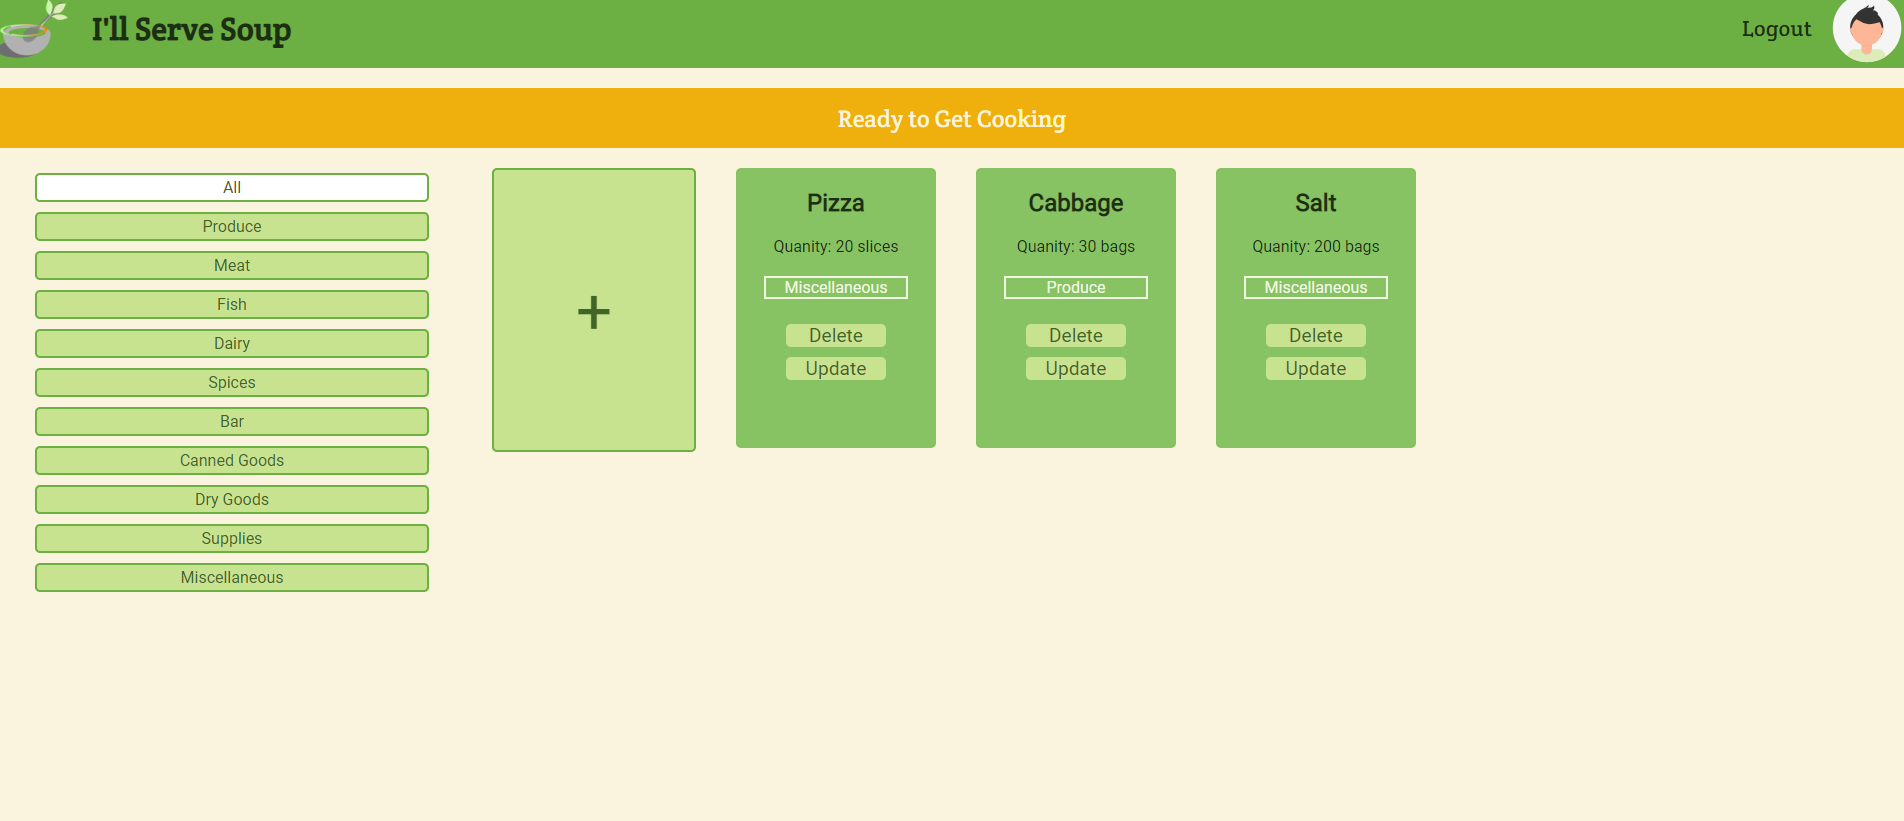 I'll Serve Soup
Logout
Ready to Get Cooking
All
Produce
Meat
Fish
Dairy
Spices
Bar
Canned Goods
Dry Goods
Supplies
Miscellaneous
+
Pizza
Quanity: 20 slices
Miscellaneous
Delete
Update
Cabbage
Quanity: 30 bags
Produce
Delete
Update
Salt
Quanity: 200 bags
Miscellaneous
Delete
Update